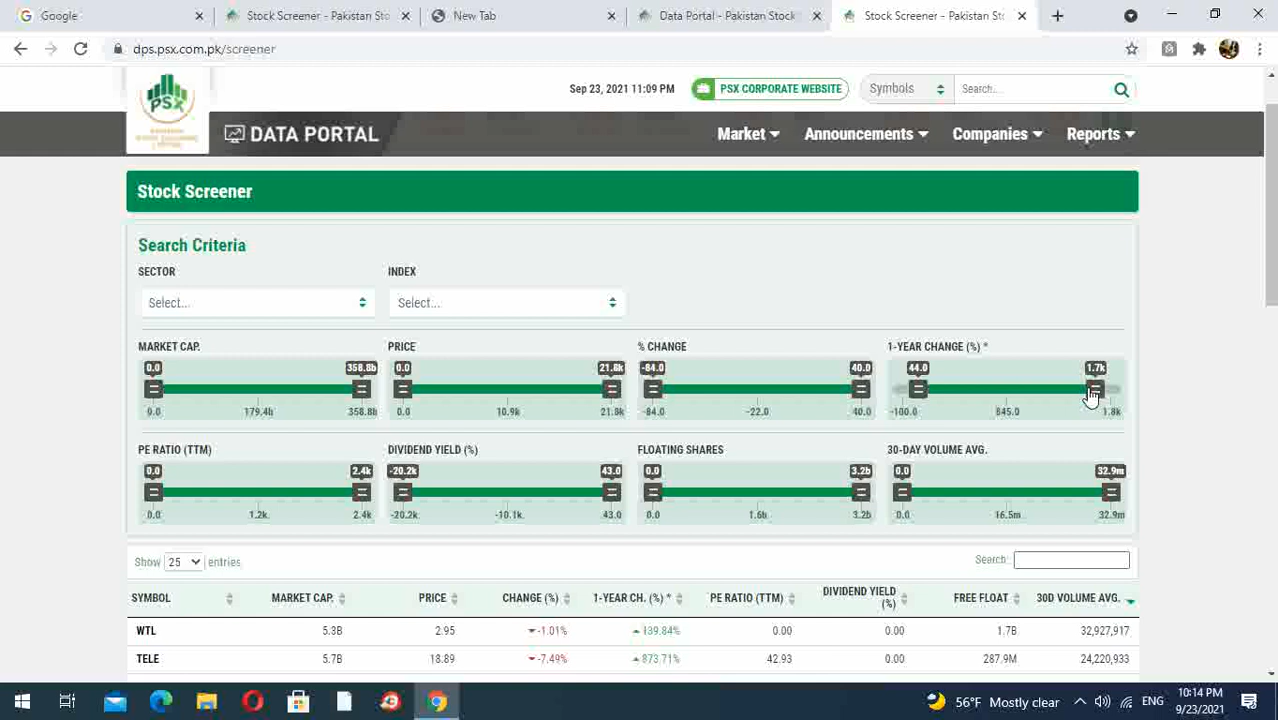 Google
Stock Screener - Pakistan Sto
New Tab
Data Portal - Pakistan Stock
Stock Screener - Pakistan Sto
dps.psx.com.pk/screener
PSX
Sep 23, 2021 11:09 PM
PSX CORPORATE WEBSITE
Symbols
Search...
DATA PORTAL
Market
Announcements
Companies
Reports
Stock Screener
Search Criteria
SECTOR
INDEX
Select...
Select...
MARKET CAP.
PRICE
% CHANGE
1-YEAR CHANGE (%) *
0.0 358.8b
0.0 21.8k
-84.0 40.0
44.0 1.7k
0.0 179.4b 358.8b
0.0 10.9k 21.8k
-84.0 -22.0 40.0
-100.0 845.0 1.8k
PE RATIO (TTM)
DIVIDEND YIELD (%)
FLOATING SHARES
30-DAY VOLUME AVG.
0.0 2.4k
-20.2k 43.0
0.0 3.2b
0.0 32.9m
0.0 1.2k 2.4k
-20.2k -10.1k 43.0
0.0 1.6b 3.2b
0.0 16.5m 32.9m
Show 25 entries
Search:
SYMBOL MARKET CAP. PRICE CHANGE (%) 1-YEAR CH. (%) * PE RATIO (TTM) DIVIDEND YIELD (%) FREE FLOAT 30D VOLUME AVG.
WTL 5.3B 2.95 -1.01% 139.84% 0.00 0.00 1.7B 32,927,917
TELE 5.7B 18.89 -7.49% 873.71% 42.93 0.00 287.9M 24,220,933
56°F Mostly clear
ENG
10:14 PM
9/23/2021